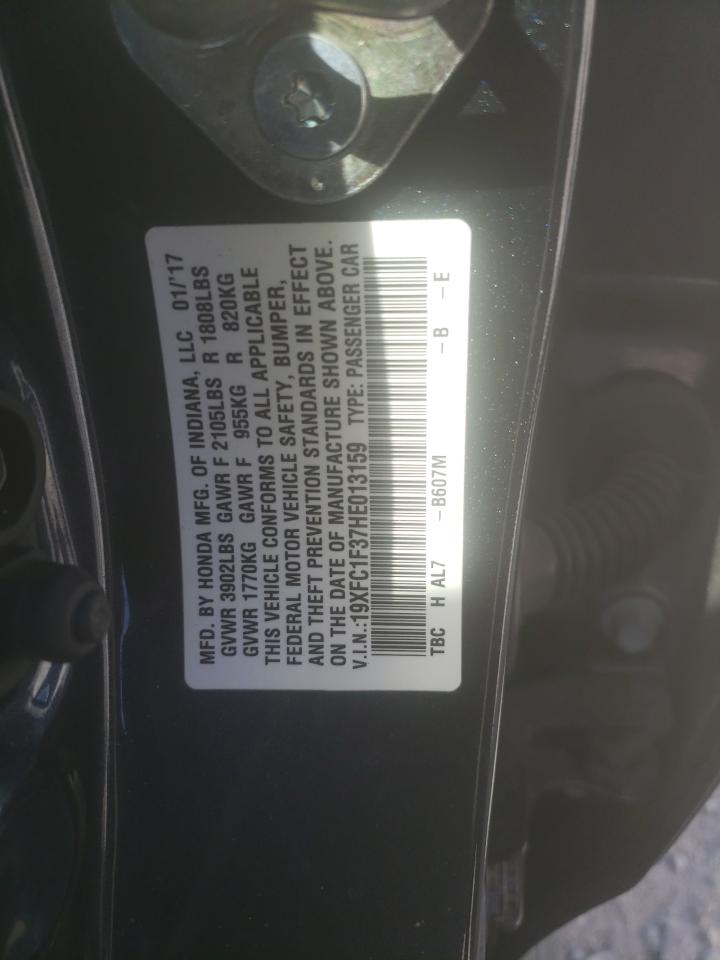 MFD. BY HONDA MFG. OF INDIANA, LLC 01/'17
GVWR 3902LBS GAWR F 2105LBS R 1808LBS
GVWR 1770KG GAWR F 955KG R 820KG
THIS VEHICLE CONFORMS TO ALL APPLICABLE
FEDERAL MOTOR VEHICLE SAFETY, BUMPER,
AND THEFT PREVENTION STANDARDS IN EFFECT
ON THE DATE OF MANUFACTURE SHOWN ABOVE.
V.I.N.:19XFC1F37HE013159 TYPE: PASSENGER CAR
TBC H AL7 -B607M -B -E